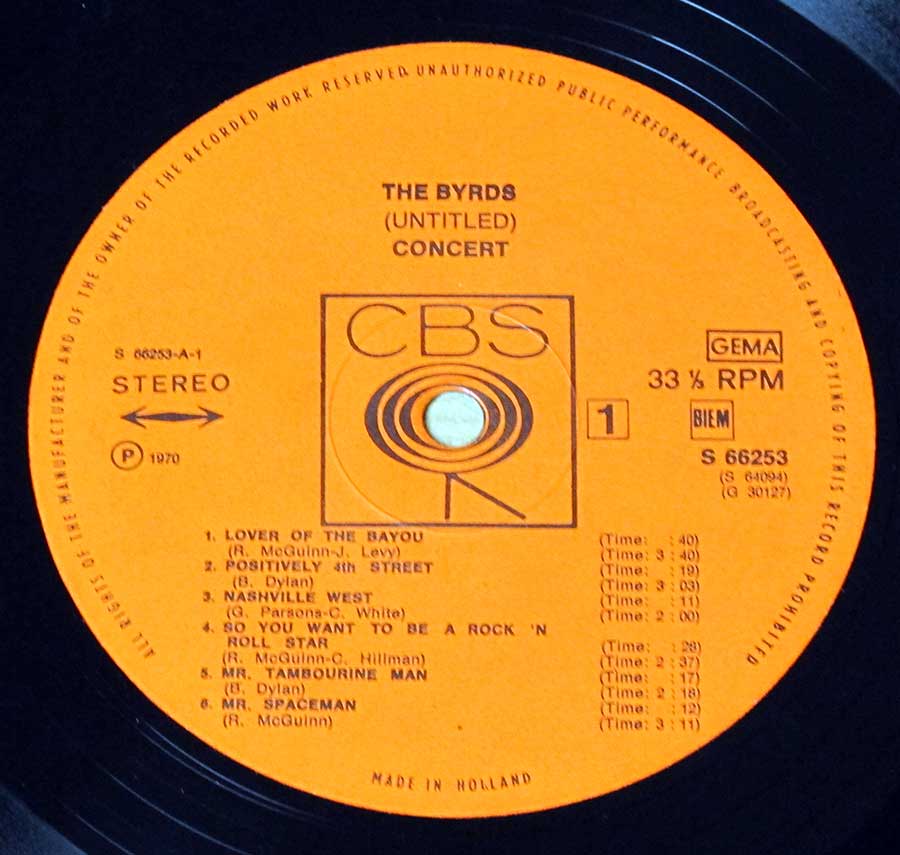 ALL RIGHTS OF THE MANUFACTURER AND OF THE OWNER OF THE RECORDED WORK RESERVED. UNAUTHORIZED PUBLIC PERFORMANCE BROADCASTING AND COPYING OF THIS RECORD PROHIBITED
THE BYRDS
(UNTITLED)
CONCERT
CBS
S 66253-A-1
STEREO
P 1970
1
GEMA
33 ⅓ RPM
BIEM
S 66253
(S 64094)
(G 30127)
1. LOVER OF THE BAYOU (Time: :40)
(R. McGuinn-J. Levy) (Time: 3 : 40)
2. POSITIVELY 4th STREET (Time: : 19)
(B. Dylan) (Time: 3 : 03)
3. NASHVILLE WEST (Time: : 11)
(G. Parsons-C. White) (Time: 2 : 00)
4. SO YOU WANT TO BE A ROCK 'N
ROLL STAR (Time: : 28)
(R. McGuinn-C. Hillman) (Time: 2 : 37)
5. MR. TAMBOURINE MAN (Time: : 17)
(B. Dylan) (Time: 2 : 18)
6. MR. SPACEMAN (Time: : 12)
(R. McGuinn) (Time: 3 : 11)
MADE IN HOLLAND